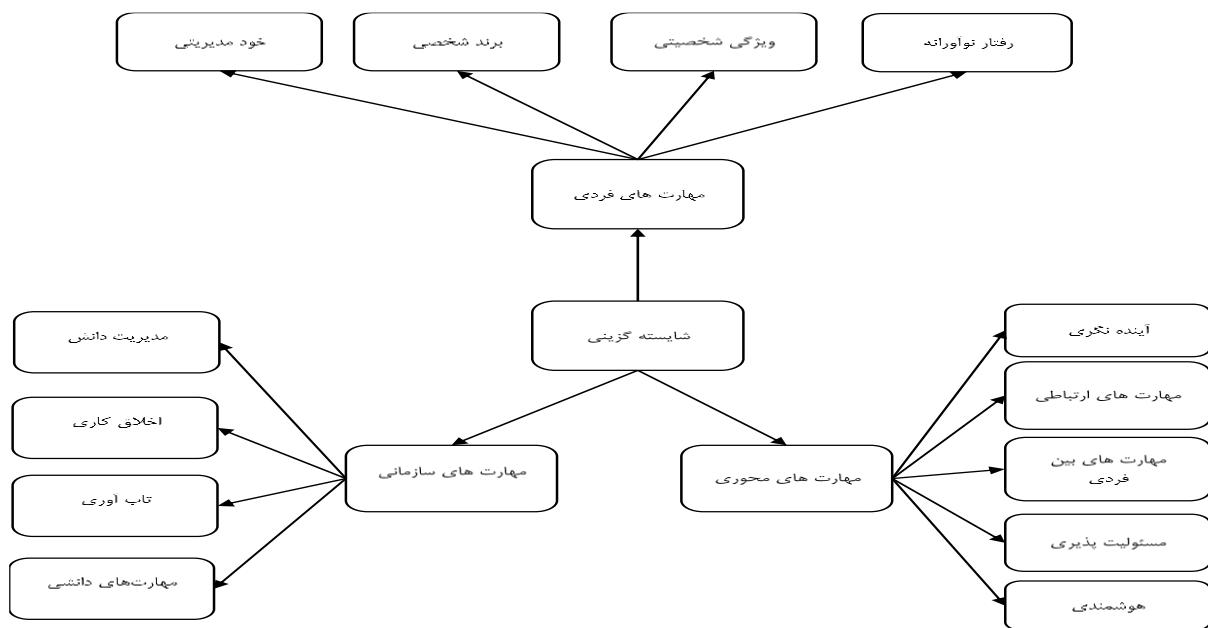 رفتار نوآورانه
ویژگی شخصیتی
برند شخصی
خود مدیریتی
مهارت های فردی
شایسته گزینی
آینده نگری
مهارت های ارتباطی
مهارت های بین
فردی
مسئولیت پذیری
هوشمندی
مهارت های محوری
مهارت های سازمانی
مدیریت دانش
اخلاق کاری
تاب آوری
مهارت‌های دانشی